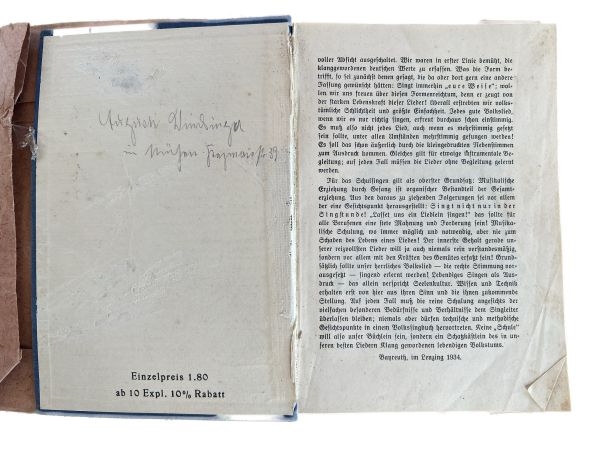 München
39
Einzelpreis 1.80
ab 10 Expl. 10% Rabatt
voller Absicht ausgeschaltet. Wir waren in erster Linie bemüht, die
klanggewordenen deutschen Werte zu erfassen. Was die Form be-
trifft, so sei zunächst denen gesagt, die da oder dort gern eine andere
Fassung gewünscht hätten: Singt immerhin „eure Weise“; wol-
len wir uns freuen über diesen Formenreichtum, denn er zeugt von
der starken Lebenskraft dieser Lieder! Überall erstrebten wir volks-
tümliche Schlichtheit und größte Einfachheit. Jedes gute Volkslied,
wenn wir es nur richtig singen, erfreut durchaus schon einstimmig.
Es muß also nicht jedes Lied, auch wenn es mehrstimmig gesetzt
sein sollte, unter allen Umständen mehrstimmig gesungen werden!
Es soll das schon äußerlich durch die kleingedruckten Nebenstimmen
zum Ausdruck kommen. Gleiches gilt für etwaige Instrumentale Be-
gleitung; auf jeden Fall müssen die Lieder ohne Begleitung gelernt
werden.
Für das Schulsingen gilt als oberster Grundsatz: Musikalische
Erziehung durch Gesang ist organischer Bestandteil der Gesamt-
erziehung. Aus den daraus zu ziehenden Folgerungen sei vor allem
der eine Gesichtspunkt herausgestellt: Singt nicht nur in der
Singstunde! „Lasset uns ein Liedlein singen!“ das sollte für
alle Berufenen eine stete Mahnung und Forderung sein! Musika-
lische Schulung, wo immer möglich und notwendig, aber nie zum
Schaden des Lebens eines Liedes! Der innerste Gehalt gerade un-
serer reizvollsten Lieder will ja auch niemals rein verstandesmäßig,
sondern vor allem mit den Kräften des Gemütes erfaßt sein! Grund-
sätzlich sollte unser herrliches Volkslied — die rechte Stimmung vor-
ausgesetzt — singend erlernt werden! Lebendiges Singen als Aus-
druck — das allein verspricht Seelenkultur. Wissen und Technik
erhalten erst von hier aus ihren Sinn und die ihnen zukommende
Stellung. Auf jeden Fall muß die reine Schulung angesichts der
vielfachen besonderen Bedürfnisse und Verhältnisse dem Singleiter
überlassen bleiben; niemals aber dürfen technische und methodische
Gesichtspunkte in einem Volksliedbuch hervortreten. Keine „Schule“
will also unser Büchlein sein, sondern ein Schatzkästlein des in un-
seren besten Liedern Klang gewordenen lebendigen Volkstums.
Bayreuth, im Lenzing 1934.